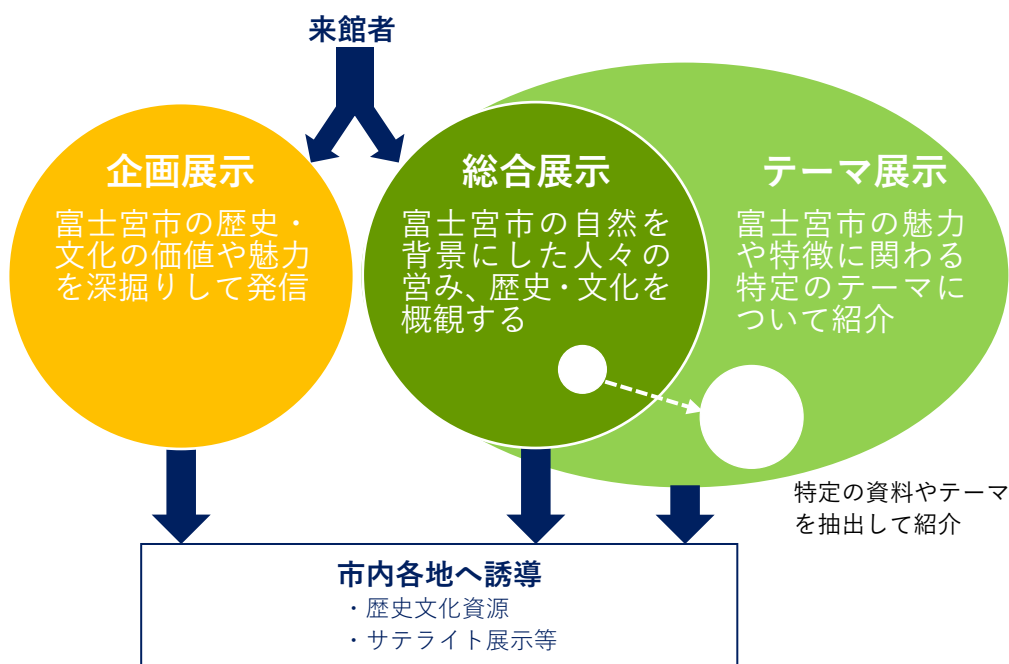 来館者
企画展示
富士宮市の歴史・
文化の価値や魅力
を深掘りして発信
総合展示
富士宮市の自然を
背景にした人々の
営み、歴史・文化を
概観する
テーマ展示
富士宮市の魅力
や特徴に関わる
特定のテーマに
ついて紹介
特定の資料やテーマ
を抽出して紹介
市内各地へ誘導
・歴史文化資源
・サテライト展示等